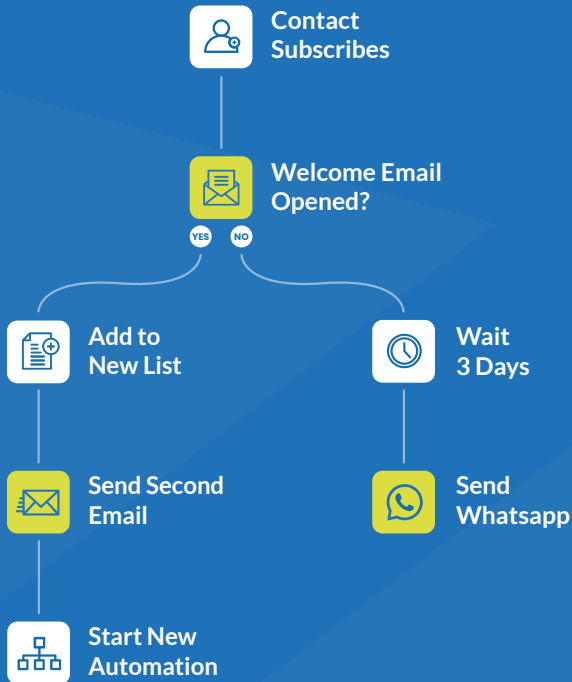 Contact
Subscribes
Welcome Email
Opened?
YES
NO
Add to
New List
Wait
3 Days
Send Second
Email
Send
Whatsapp
Start New
Automation